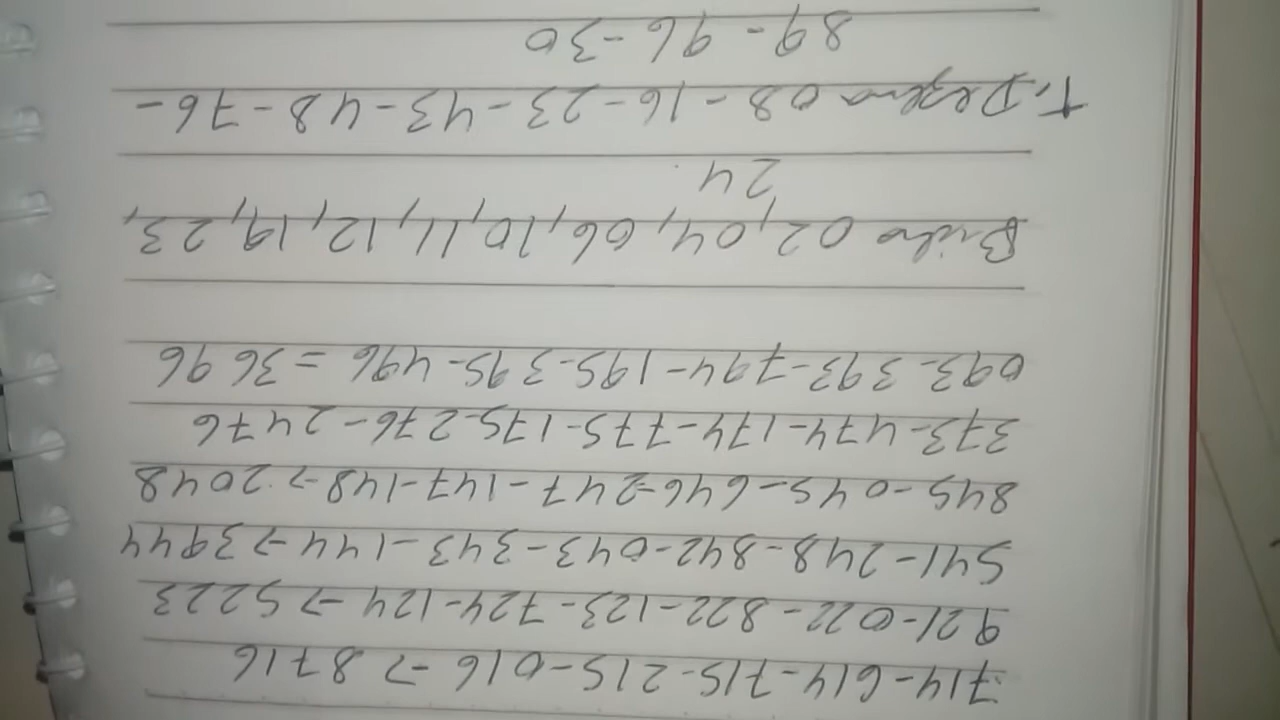 714-614-715-215-016 -> 8716
921-022-822-123-724-124 -> 5223
541-248-842-043-343-144 -> 3944
845-045-646-247-147-148 -> 2048
373-474-174-775-175-276-2476
093-393-794-195-395-496 = 3696
Bicho 02, 04, 06, 10, 11, 12, 19, 23,
24
T. Dezena 08-16-23-43-48-76-
89-96-30